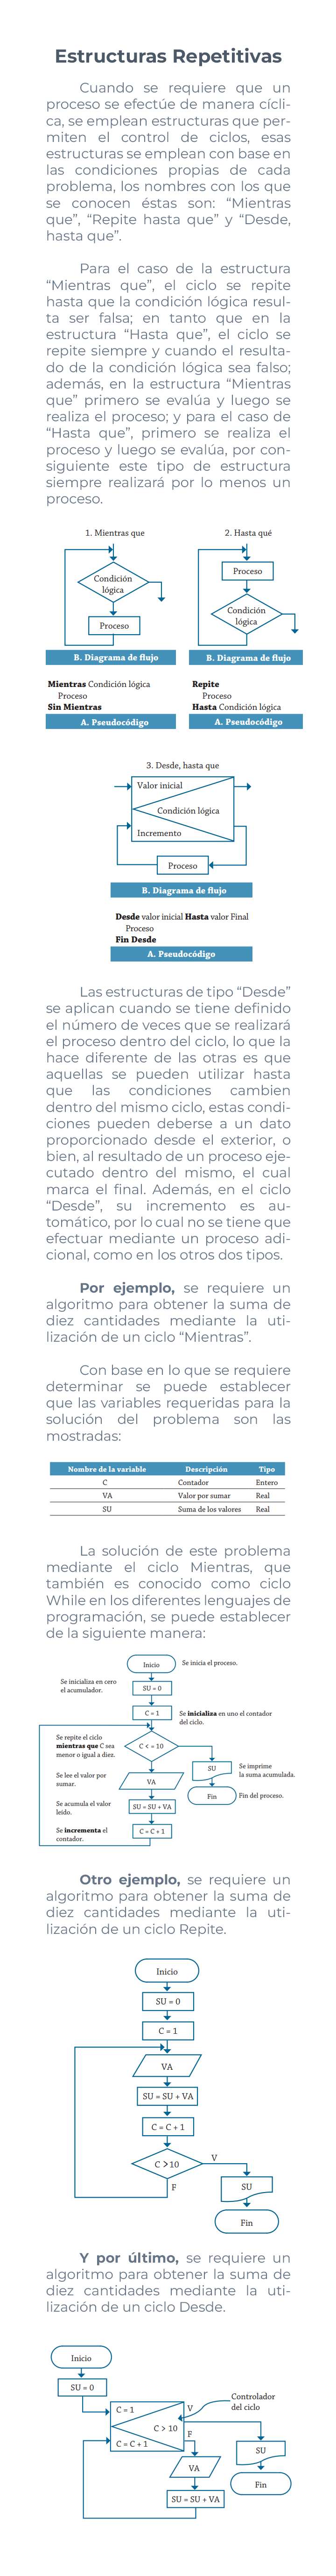 Estructuras Repetitivas
Cuando se requiere que un
proceso se efectúe de manera cícli-
ca, se emplean estructuras que per-
miten el control de ciclos, esas
estructuras se emplean con base en
las condiciones propias de cada
problema, los nombres con los que
se conocen éstas son: “Mientras
que”, “Repite hasta que” y “Desde,
hasta que”.
Para el caso de la estructura
“Mientras que”, el ciclo se repite
hasta que la condición lógica resul-
ta ser falsa; en tanto que en la
estructura “Hasta que”, el ciclo se
repite siempre y cuando el resulta-
do de la condición lógica sea falso;
además, en la estructura “Mientras
que” primero se evalúa y luego se
realiza el proceso; y para el caso de
“Hasta que”, primero se realiza el
proceso y luego se evalúa, por con-
siguiente este tipo de estructura
siempre realizará por lo menos un
proceso.
1. Mientras que
Condición
lógica
Proceso
B. Diagrama de flujo
Mientras Condición lógica
Proceso
Sin Mientras
A. Pseudocódigo
2. Hasta qué
Proceso
Condición
lógica
B. Diagrama de flujo
Repite
Proceso
Hasta Condición lógica
A. Pseudocódigo
3. Desde, hasta que
Valor inicial
Condición lógica
Incremento
Proceso
B. Diagrama de flujo
Desde valor inicial Hasta valor Final
Proceso
Fin Desde
A. Pseudocódigo
Las estructuras de tipo “Desde”
se aplican cuando se tiene definido
el número de veces que se realizará
el proceso dentro del ciclo, lo que la
hace diferente de las otras es que
aquellas se pueden utilizar hasta
que las condiciones cambien
dentro del mismo ciclo, estas condi-
ciones pueden deberse a un dato
proporcionado desde el exterior, o
bien, al resultado de un proceso eje-
cutado dentro del mismo, el cual
marca el final. Además, en el ciclo
“Desde”, su incremento es au-
tomático, por lo cual no se tiene que
efectuar mediante un proceso adi-
cional, como en los otros dos tipos.
Por ejemplo, se requiere un
algoritmo para obtener la suma de
diez cantidades mediante la uti-
lización de un ciclo “Mientras”.
Con base en lo que se requiere
determinar se puede establecer
que las variables requeridas para la
solución del problema son las
mostradas:
Nombre de la variable Descripción Tipo
C Contador Entero
VA Valor por sumar Real
SU Suma de los valores Real
La solución de este problema
mediante el ciclo Mientras, que
también es conocido como ciclo
While en los diferentes lenguajes de
programación, se puede establecer
de la siguiente manera:
Inicio
Se inicia el proceso.
Se inicializa en cero
el acumulador.
SU = 0
C = 1
Se inicializa en uno el contador
del ciclo.
Se repite el ciclo
mientras que C sea
menor o igual a diez.
C < = 10
Se lee el valor por
sumar.
VA
SU
Se imprime
la suma acumulada.
Se acumula el valor
leído.
SU = SU + VA
Fin
Fin del proceso.
Se incrementa el
contador.
C = C + 1
Otro ejemplo, se requiere un
algoritmo para obtener la suma de
diez cantidades mediante la uti-
lización de un ciclo Repite.
Inicio
SU = 0
C = 1
VA
SU = SU + VA
C = C + 1
C > 10
V
F
SU
Fin
Y por último, se requiere un
algoritmo para obtener la suma de
diez cantidades mediante la uti-
lización de un ciclo Desde.
Inicio
SU = 0
C = 1
C > 10
C = C + 1
V
F
Controlador
del ciclo
SU
VA
Fin
SU = SU + VA